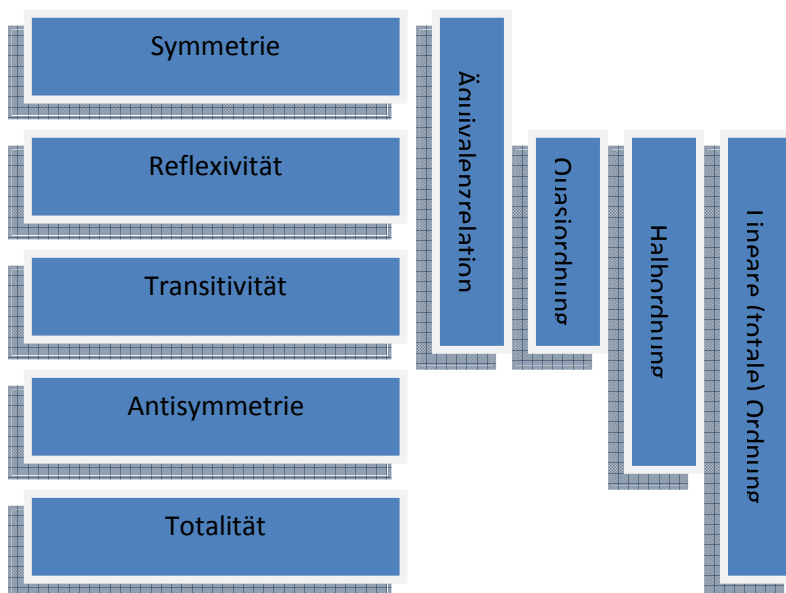 Symmetrie
Reflexivität
Transitivität
Antisymmetrie
Totalität
Äquivalenzrelation
Quasiordnung
Halbordnung
Lineare (totale) Ordnung